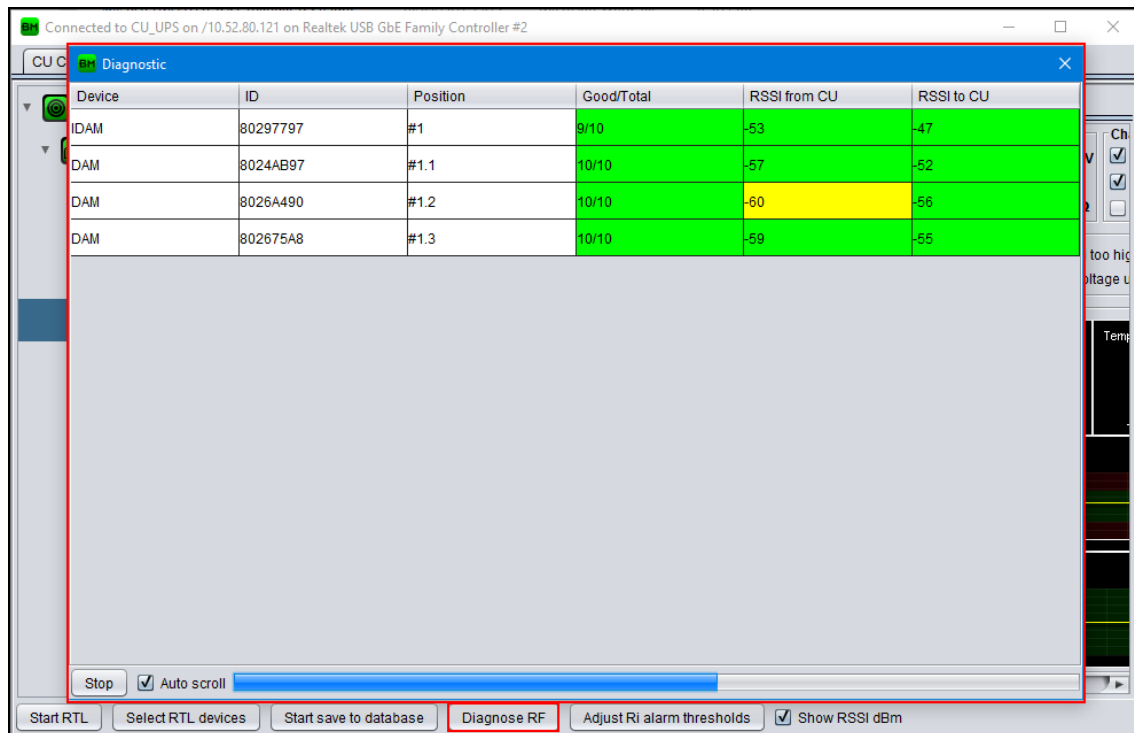 BM Connected to CU_UPS on /10.52.80.121 on Realtek USB GbE Family Controller #2
CU C
BM Diagnostic
Device ID Position Good/Total RSSI from CU RSSI to CU
IDAM 80297797 #1 9/10 -53 -47
DAM 8024AB97 #1.1 10/10 -57 -52
DAM 8026A490 #1.2 10/10 -60 -56
DAM 802675A8 #1.3 10/10 -59 -55
Ch
V
too hig
oltage u
Temp
Stop Auto scroll
Start RTL Select RTL devices Start save to database Diagnose RF Adjust Ri alarm thresholds Show RSSI dBm